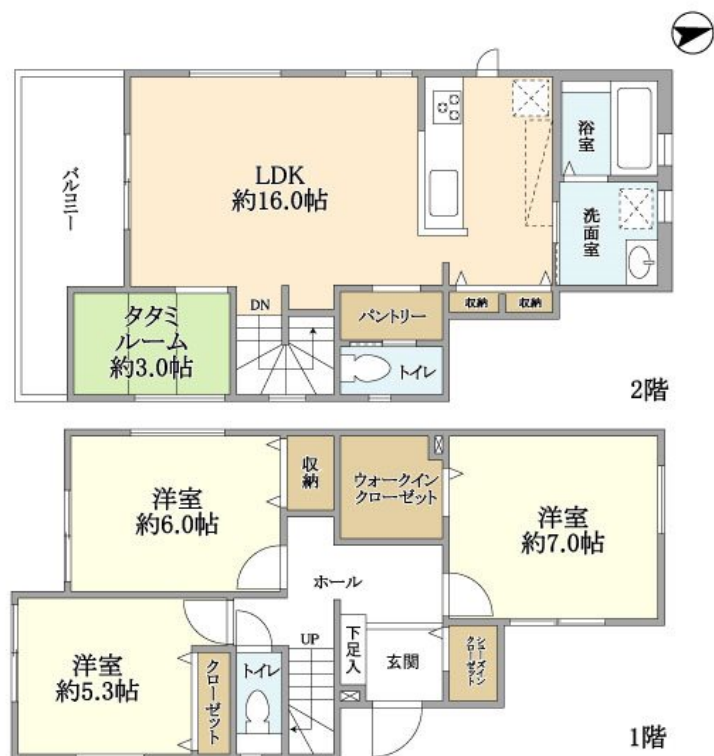 バルコニー
LDK
約16.0帖
浴室
洗面室
タタミ
ルーム
約3.0帖
DN
パントリー
収納
収納
トイレ
2階
洋室
約6.0帖
収納
ウォークイン
クローゼット
洋室
約7.0帖
ホール
洋室
約5.3帖
クローゼット
トイレ
UP
下足入
玄関
シューズイン
クローゼット
1階